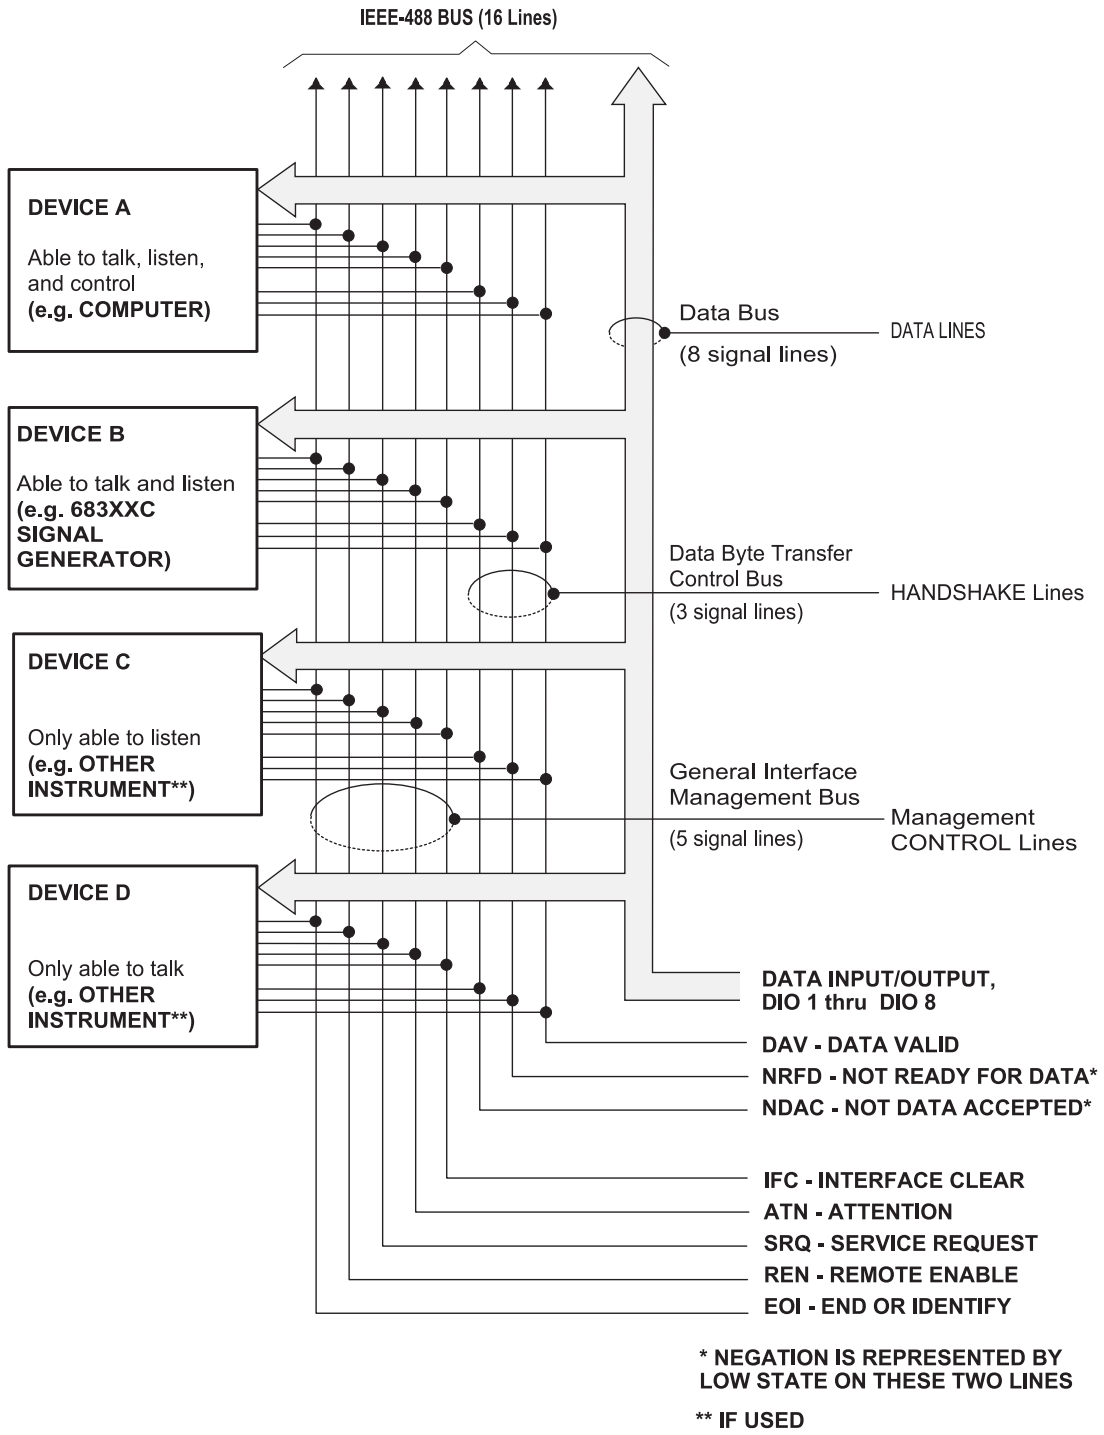 IEEE-488 BUS (16 Lines)
DEVICE A
Able to talk, listen,
and control
(e.g. COMPUTER)
Data Bus
(8 signal lines)
DATA LINES
DEVICE B
Able to talk and listen
(e.g. 683XXC
SIGNAL
GENERATOR)
Data Byte Transfer
Control Bus
(3 signal lines)
HANDSHAKE Lines
DEVICE C
Only able to listen
(e.g. OTHER
INSTRUMENT**)
General Interface
Management Bus
(5 signal lines)
Management
CONTROL Lines
DEVICE D
Only able to talk
(e.g. OTHER
INSTRUMENT**)
DATA INPUT/OUTPUT,
DIO 1 thru DIO 8
DAV - DATA VALID
NRFD - NOT READY FOR DATA*
NDAC - NOT DATA ACCEPTED*
IFC - INTERFACE CLEAR
ATN - ATTENTION
SRQ - SERVICE REQUEST
REN - REMOTE ENABLE
EOI - END OR IDENTIFY
* NEGATION IS REPRESENTED BY
LOW STATE ON THESE TWO LINES
** IF USED